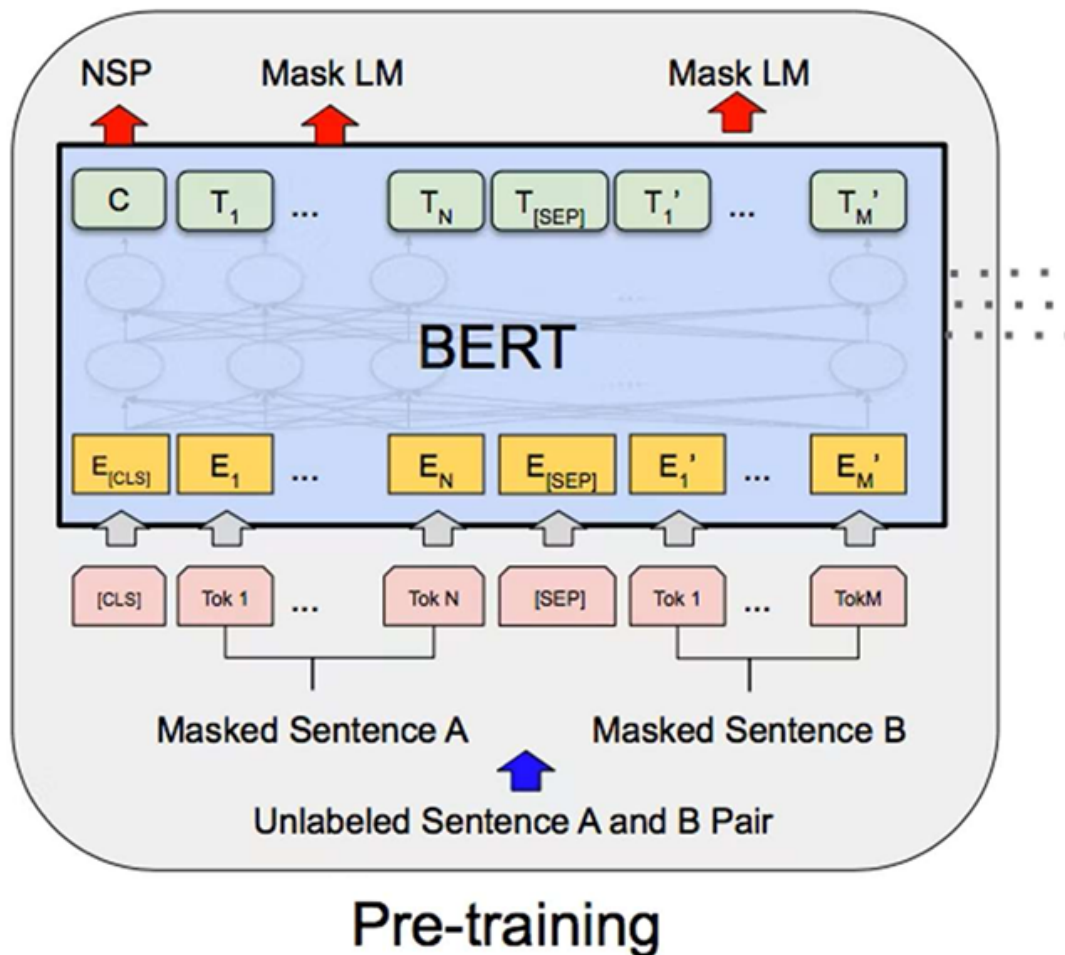 NSP Mask LM Mask LM
C T1 ... TN T[SEP] T1’ ... TM’
BERT
E[CLS] E1 ... EN E[SEP] E1’ ... EM’
[CLS] Tok 1 ... Tok N [SEP] Tok 1 ... TokM
Masked Sentence A Masked Sentence B
Unlabeled Sentence A and B Pair
Pre-training